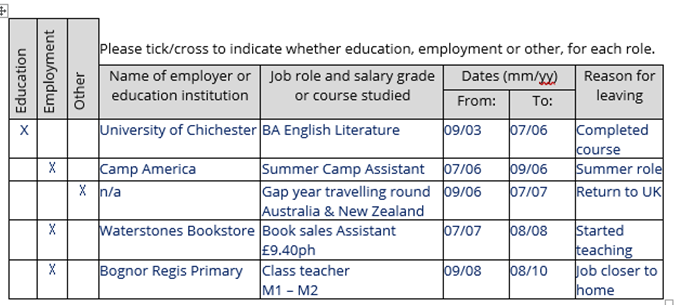 Please tick/cross to indicate whether education, employment or other, for each role.
Education
Employment
Other
Name of employer or education institution
Job role and salary grade or course studied
Dates (mm/yy)
From:
To:
Reason for leaving
X University of Chichester BA English Literature 09/03 07/06 Completed course
X Camp America Summer Camp Assistant 07/06 09/06 Summer role
X n/a Gap year travelling round Australia & New Zealand 09/06 07/07 Return to UK
X Waterstones Bookstore Book sales Assistant £9.40ph 07/07 08/08 Started teaching
X Bognor Regis Primary Class teacher M1 – M2 09/08 08/10 Job closer to home